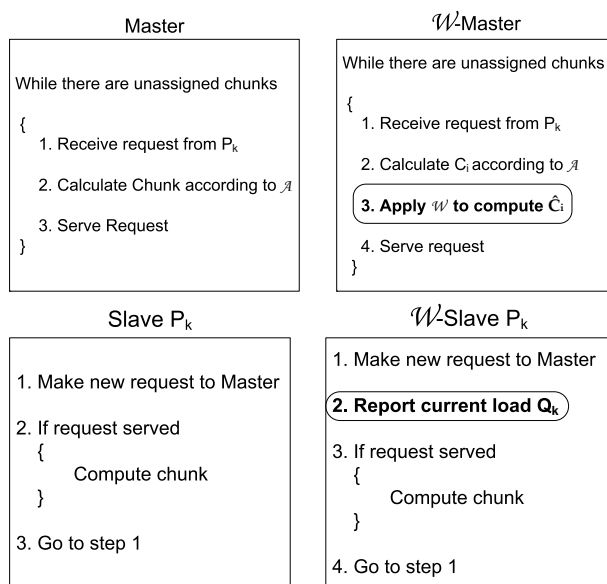 Master
While there are unassigned chunks
{
1. Receive request from Pₖ
2. Calculate Chunk according to 𝒜
3. Serve Request
}
𝒲-Master
While there are unassigned chunks
{
1. Receive request from Pₖ
2. Calculate Cᵢ according to 𝒜
3. Apply 𝒲 to compute Ĉᵢ
4. Serve request
}
Slave Pₖ
1. Make new request to Master
2. If request served
{
Compute chunk
}
3. Go to step 1
𝒲-Slave Pₖ
1. Make new request to Master
2. Report current load Qₖ
3. If request served
{
Compute chunk
}
4. Go to step 1